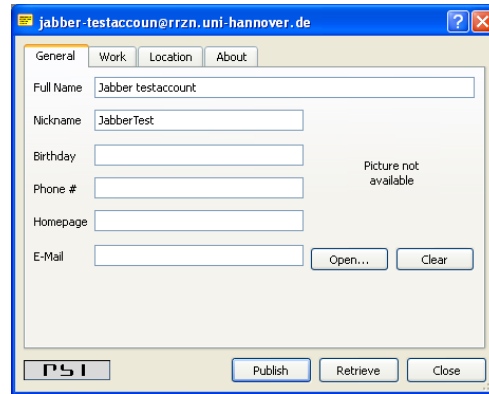 jabber-testaccoun@rrzn.uni-hannover.de
General Work Location About
Full Name Jabber testaccount
Nickname JabberTest
Birthday
Picture not
available
Phone #
Homepage
E-Mail Open... Clear
PSI Publish Retrieve Close